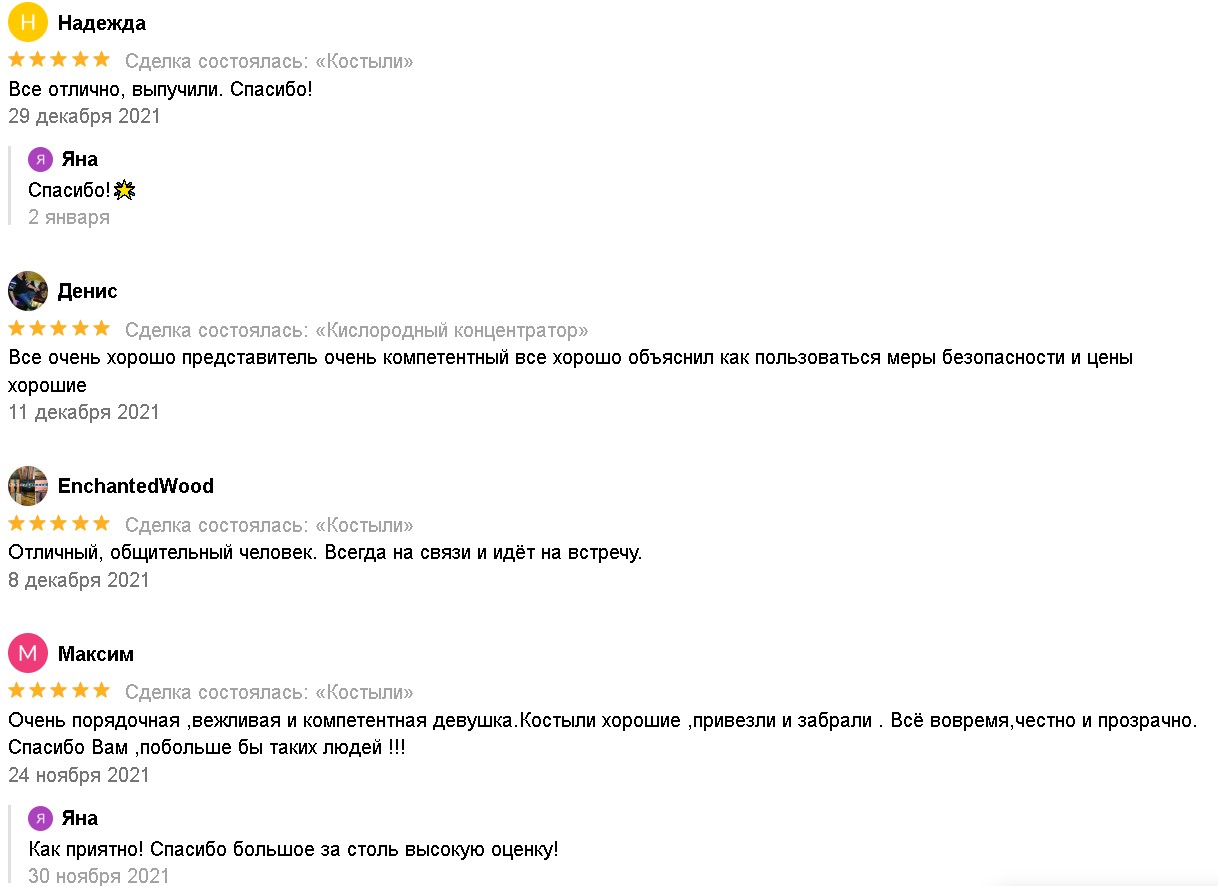 Н Надежда
Сделка состоялась: «Костыли»
Все отлично, выпучили. Спасибо!
29 декабря 2021
Я Яна
Спасибо!
2 января
Денис
Сделка состоялась: «Кислородный концентратор»
Все очень хорошо представитель очень компетентный все хорошо объяснил как пользоваться меры безопасности и цены
хорошие
11 декабря 2021
EnchantedWood
Сделка состоялась: «Костыли»
Отличный, общительный человек. Всегда на связи и идёт на встречу.
8 декабря 2021
М Максим
Сделка состоялась: «Костыли»
Очень порядочная ,вежливая и компетентная девушка.Костыли хорошие ,привезли и забрали . Всё вовремя,честно и прозрачно.
Спасибо Вам ,побольше бы таких людей !!!
24 ноября 2021
Я Яна
Как приятно! Спасибо большое за столь высокую оценку!
30 ноября 2021